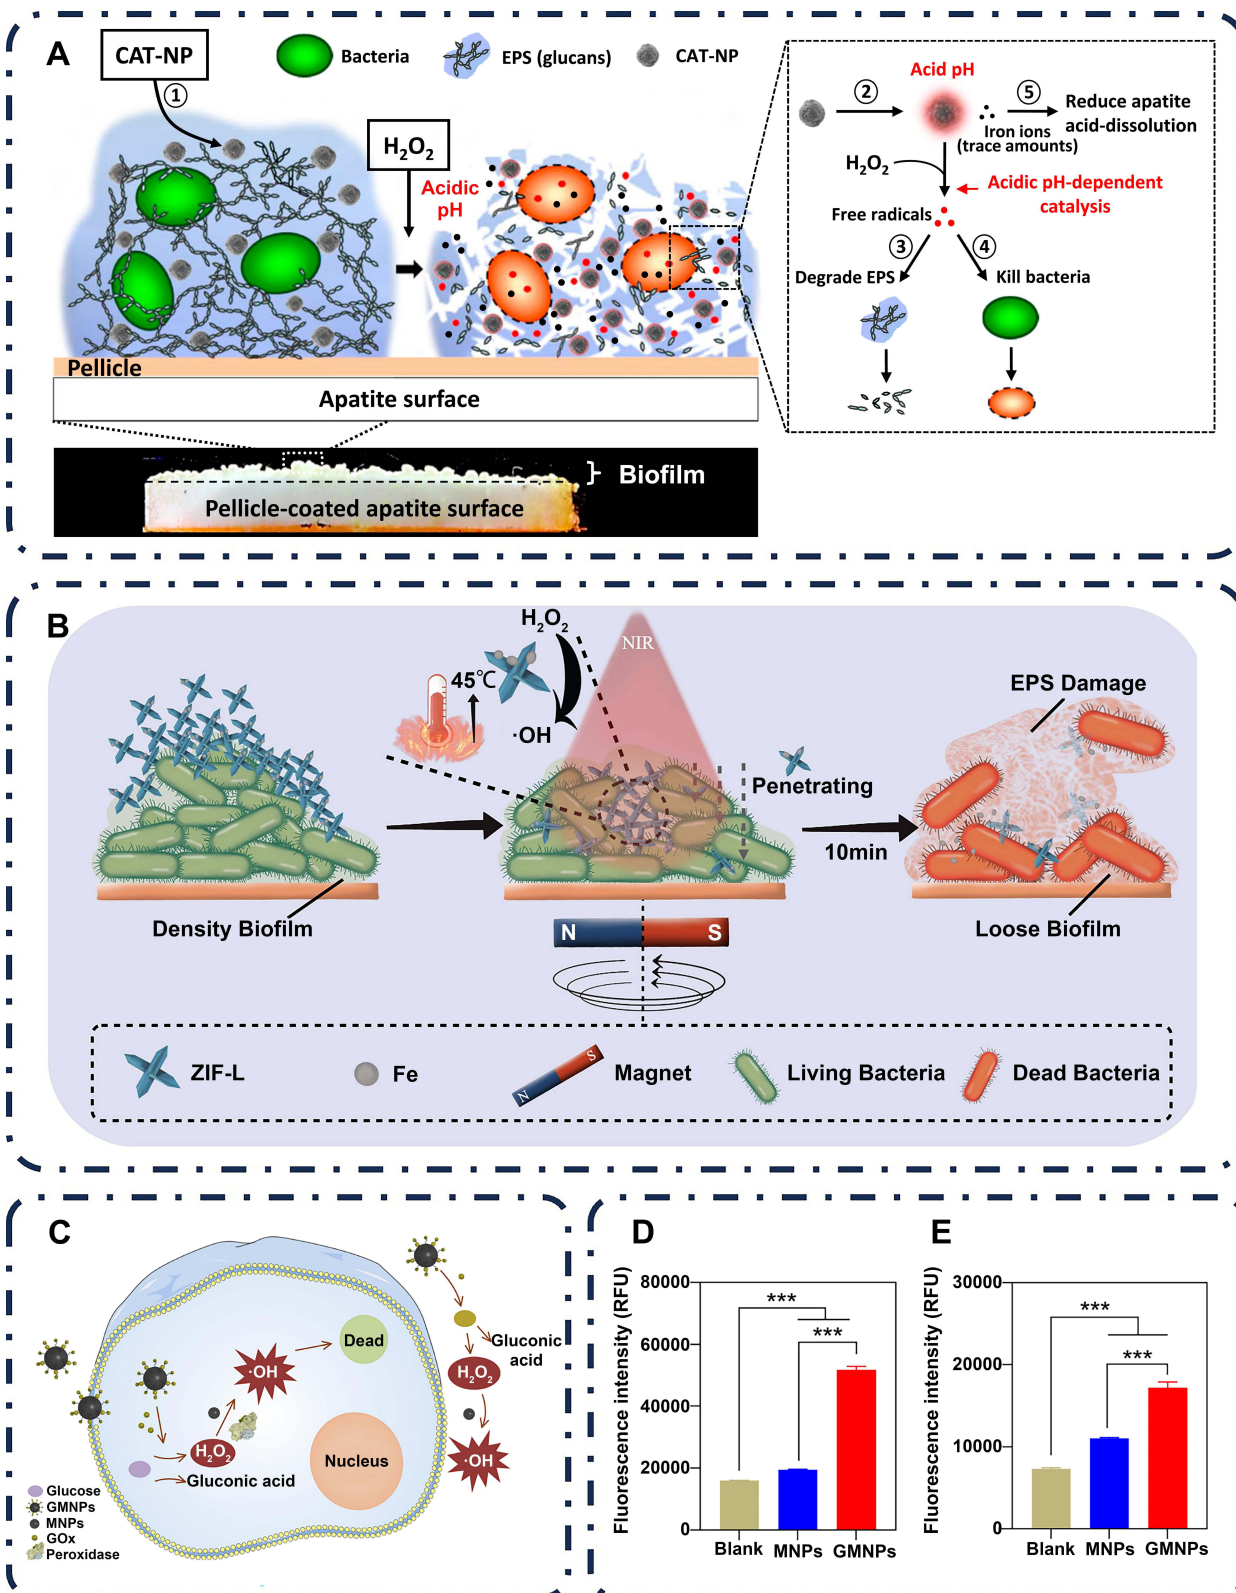 A
CAT-NP
①
Bacteria
EPS (glucans)
CAT-NP
H₂O₂
Acidic
pH
Pellicle
Apatite surface
Biofilm
Pellicle-coated apatite surface
②
Acid pH
⑤
Reduce apatite
acid-dissolution
Iron ions
(trace amounts)
H₂O₂
Acidic pH-dependent
catalysis
Free radicals
③
④
Degrade EPS
Kill bacteria
B
H₂O₂
NIR
45℃
·OH
Penetrating
10min
EPS Damage
Density Biofilm
N
S
Loose Biofilm
ZIF-L
Fe
N
S
Magnet
Living Bacteria
Dead Bacteria
C
Dead
·OH
H₂O₂
Gluconic acid
Nucleus
Gluconic
acid
H₂O₂
·OH
Glucose
GMNPs
MNPs
GOx
Peroxidase
D
Fluorescence intensity (RFU)
80000
60000
40000
20000
0
***
***
Blank
MNPs
GMNPs
E
Fluorescence intensity (RFU)
30000
20000
10000
0
***
***
Blank
MNPs
GMNPs